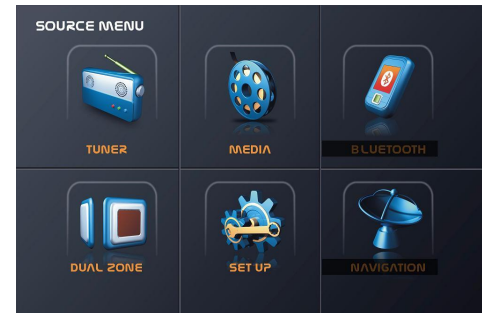 SOURCE MENU
TUNER
MEDIA
BLUETOOTH
DUAL ZONE
SET UP
NAVIGATION